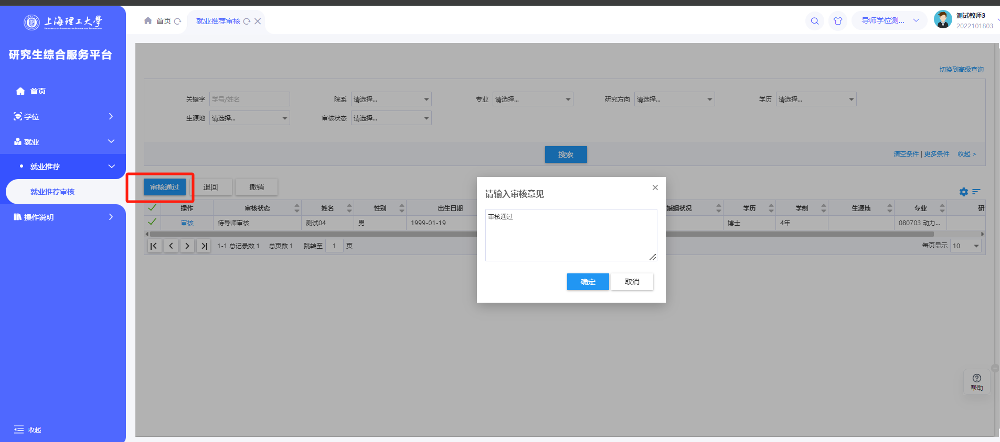 上海理工大學
UNIVERSITY OF SHANGHAI FOR SCIENCE AND TECHNOLOGY
研究生综合服务平台
首页
学位
就业
就业推荐
就业推荐审核
操作说明
收起
首页
就业推荐审核
导师学位测...
测试教师3
2022101803
切换到高级查询
关键字 学号/姓名 院系 请选择... 专业 请选择... 研究方向 请选择... 学历 请选择...
生源地 请选择... 审核状态 请选择...
搜索
清空条件 | 更多条件 收起 >
审核通过 退回 撤销
操作 审核状态 姓名 性别 出生日期 婚姻状况 学历 学制 生源地 专业
审核 待导师审核 测试04 男 1999-01-19 博士 4年 080703 动力...
1-1 总记录数 1 总页数 1 跳转至 1 页
每页显示 10
请输入审核意见
审核通过
确定 取消
帮助